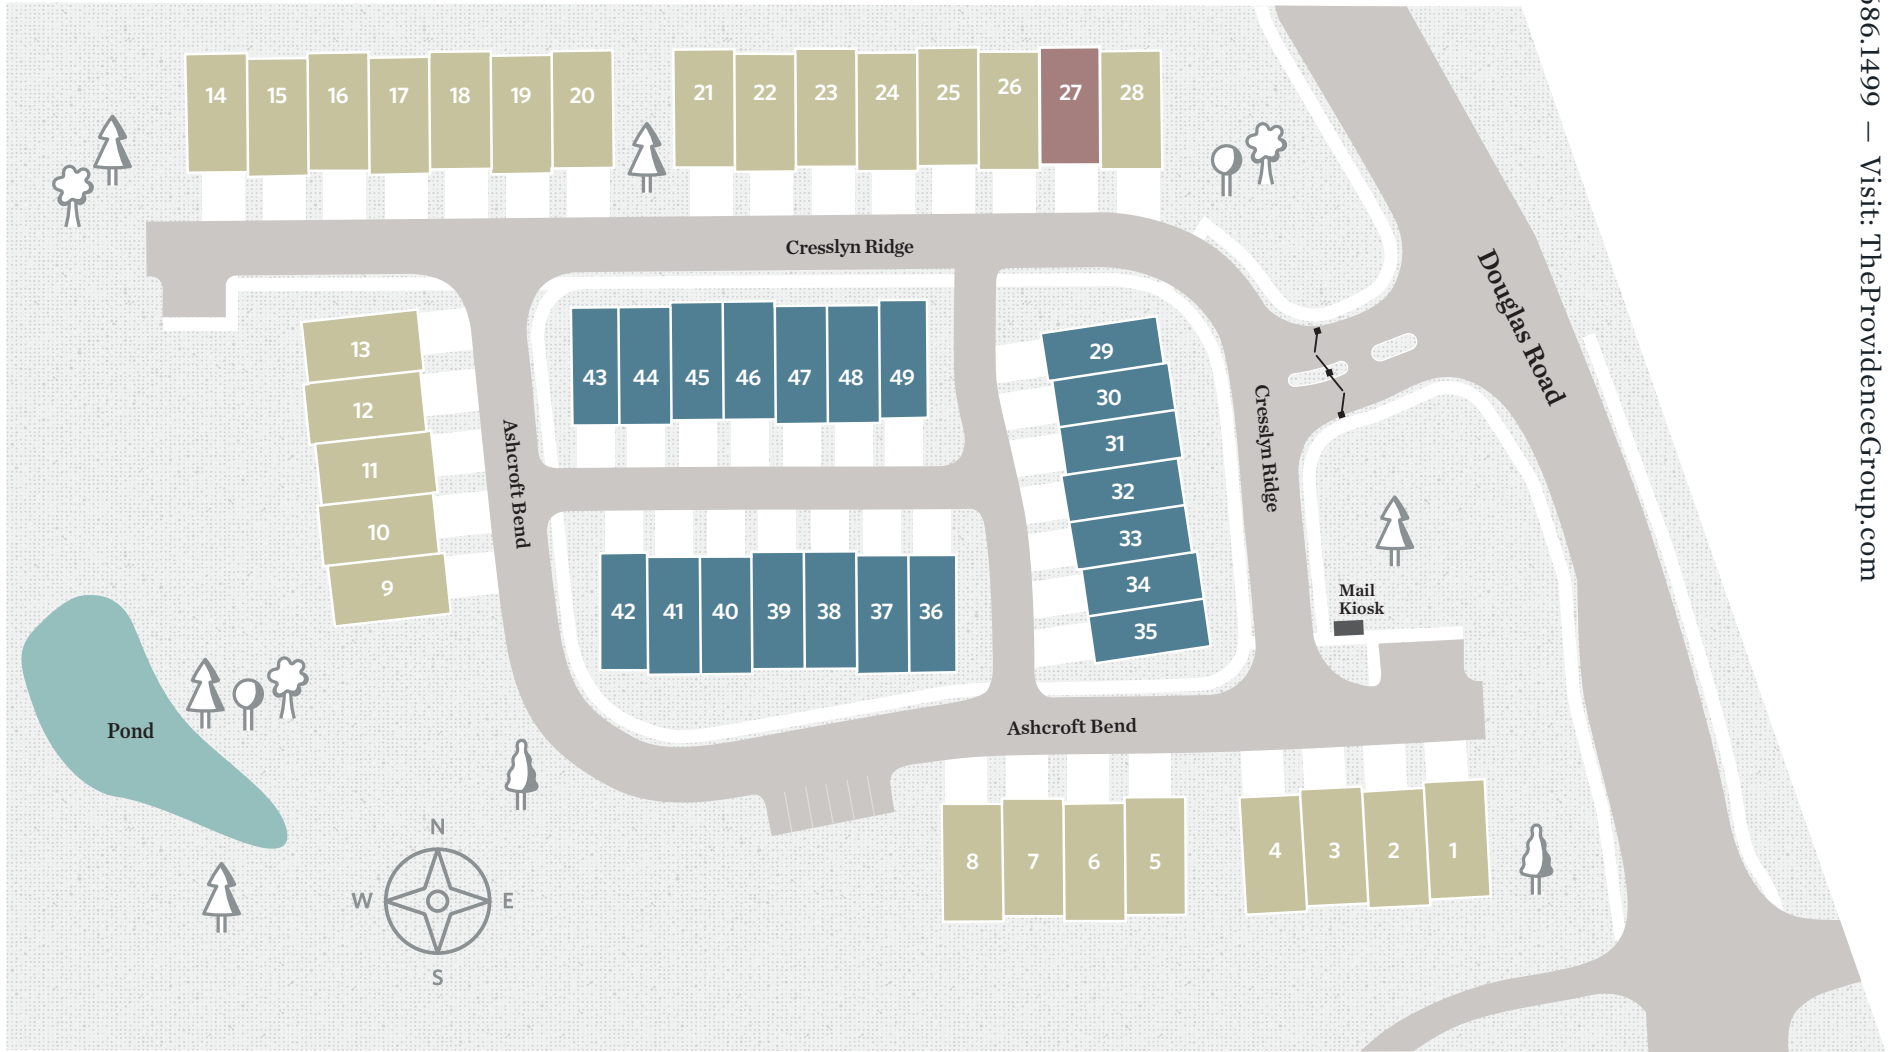 14 15 16 17 18 19 20 21 22 23 24 25 26 27 28
Cresslyn Ridge
Douglas Road
13
12
11
10
9
Ashcroft Bend
43 44 45 46 47 48 49
42 41 40 39 38 37 36
29
30
31
32
33
34
35
Cresslyn Ridge
Mail
Kiosk
Pond
Ashcroft Bend
8 7 6 5 4 3 2 1
N
W E
S
686.1499 — Visit: TheProvidenceGroup.com